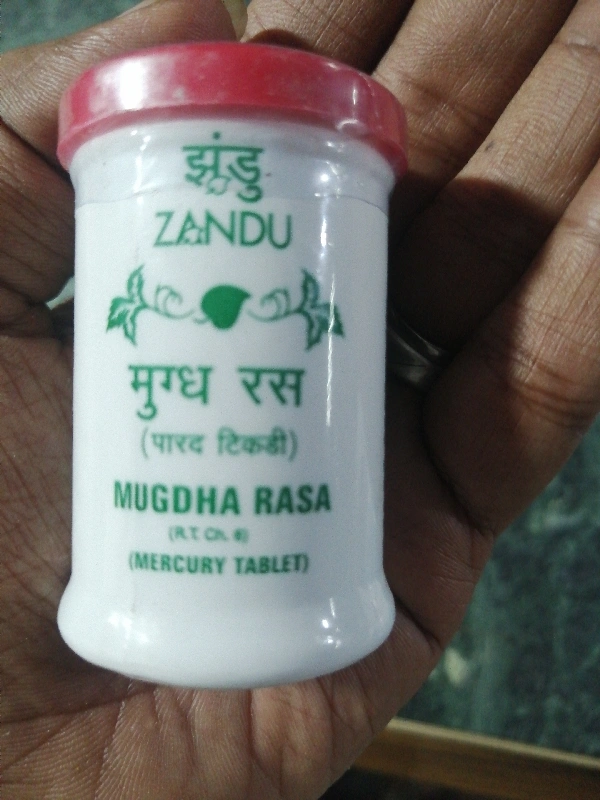 झंडु
ZANDU
मुग्ध रस
(पारद टिकडी)
MUGDHA RASA
(R.T. Ch. 6)
(MERCURY TABLET)